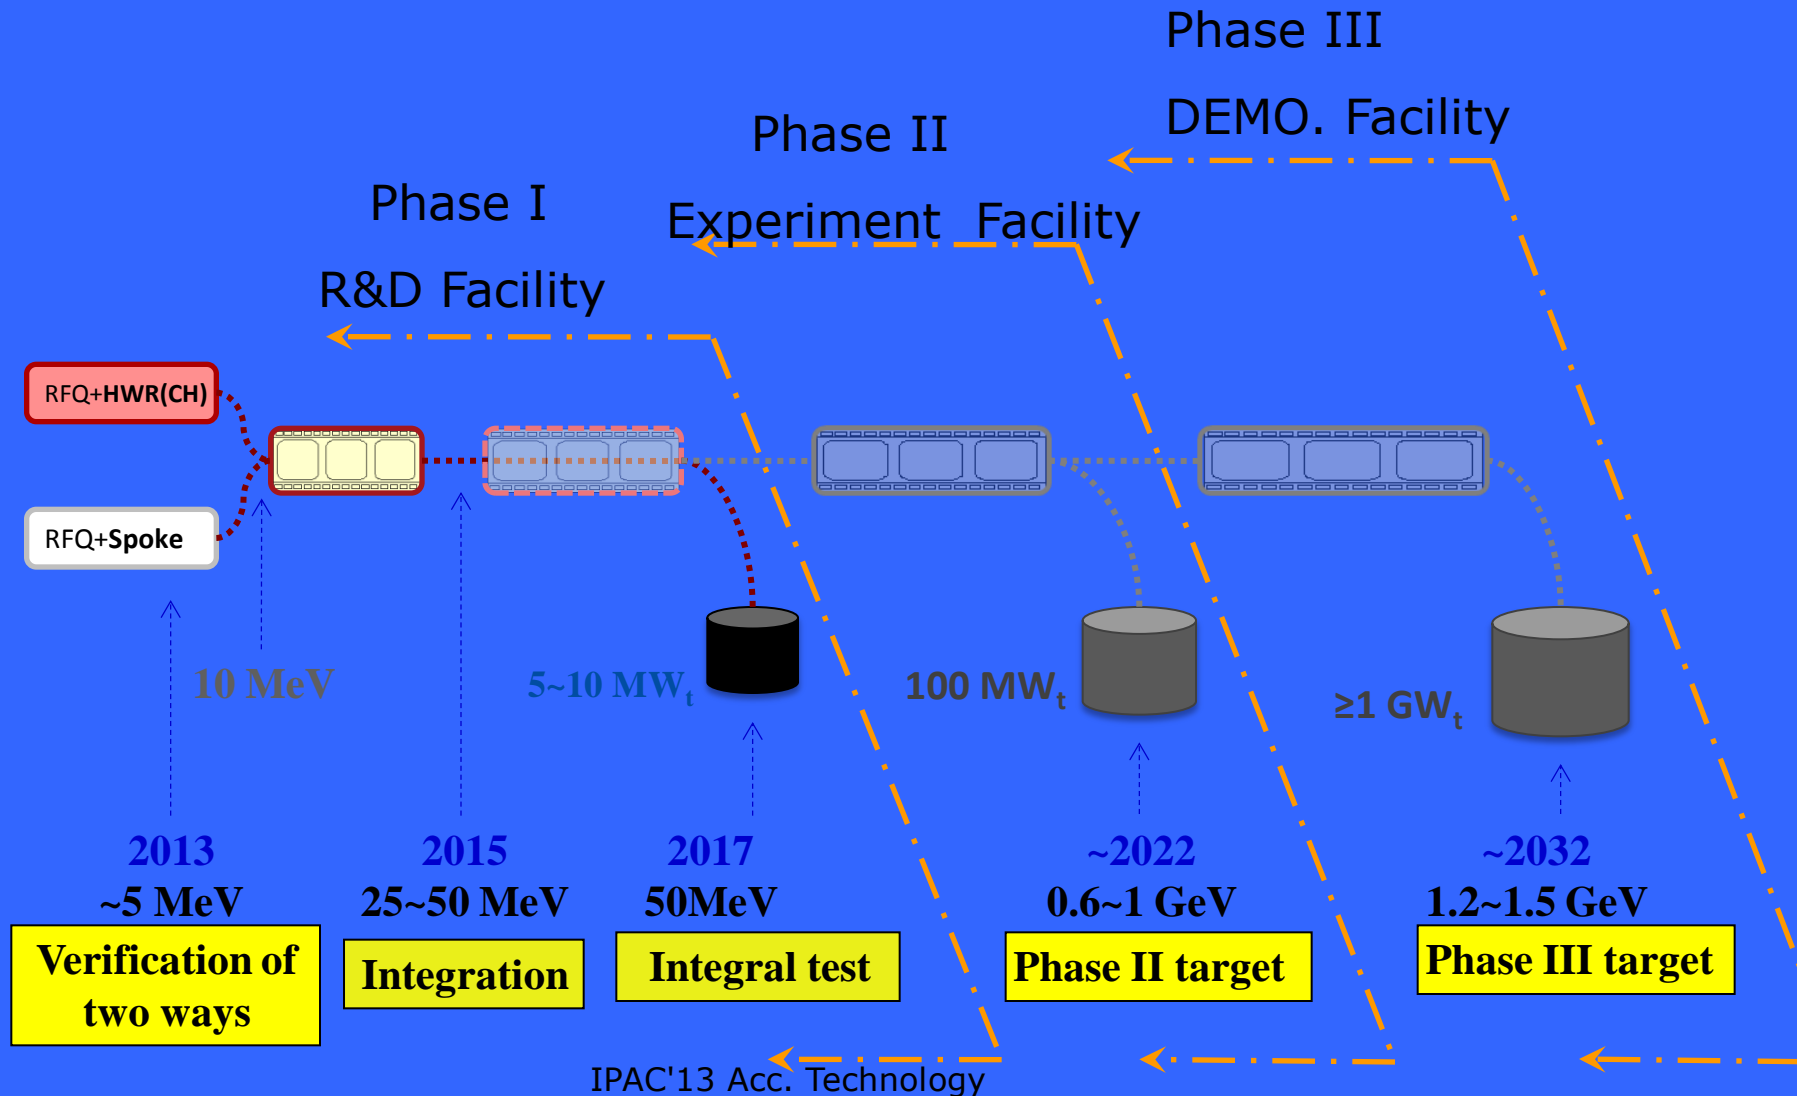 Phase III
DEMO. Facility
Phase II
Experiment Facility
Phase I
R&D Facility
RFQ+HWR(CH)
RFQ+Spoke
10 MeV
5~10 MWt
100 MWt
≥1 GWt
2013
~5 MeV
Verification of
two ways
2015
25~50 MeV
Integration
2017
50MeV
Integral test
~2022
0.6~1 GeV
Phase II target
~2032
1.2~1.5 GeV
Phase III target
IPAC'13 Acc. Technology